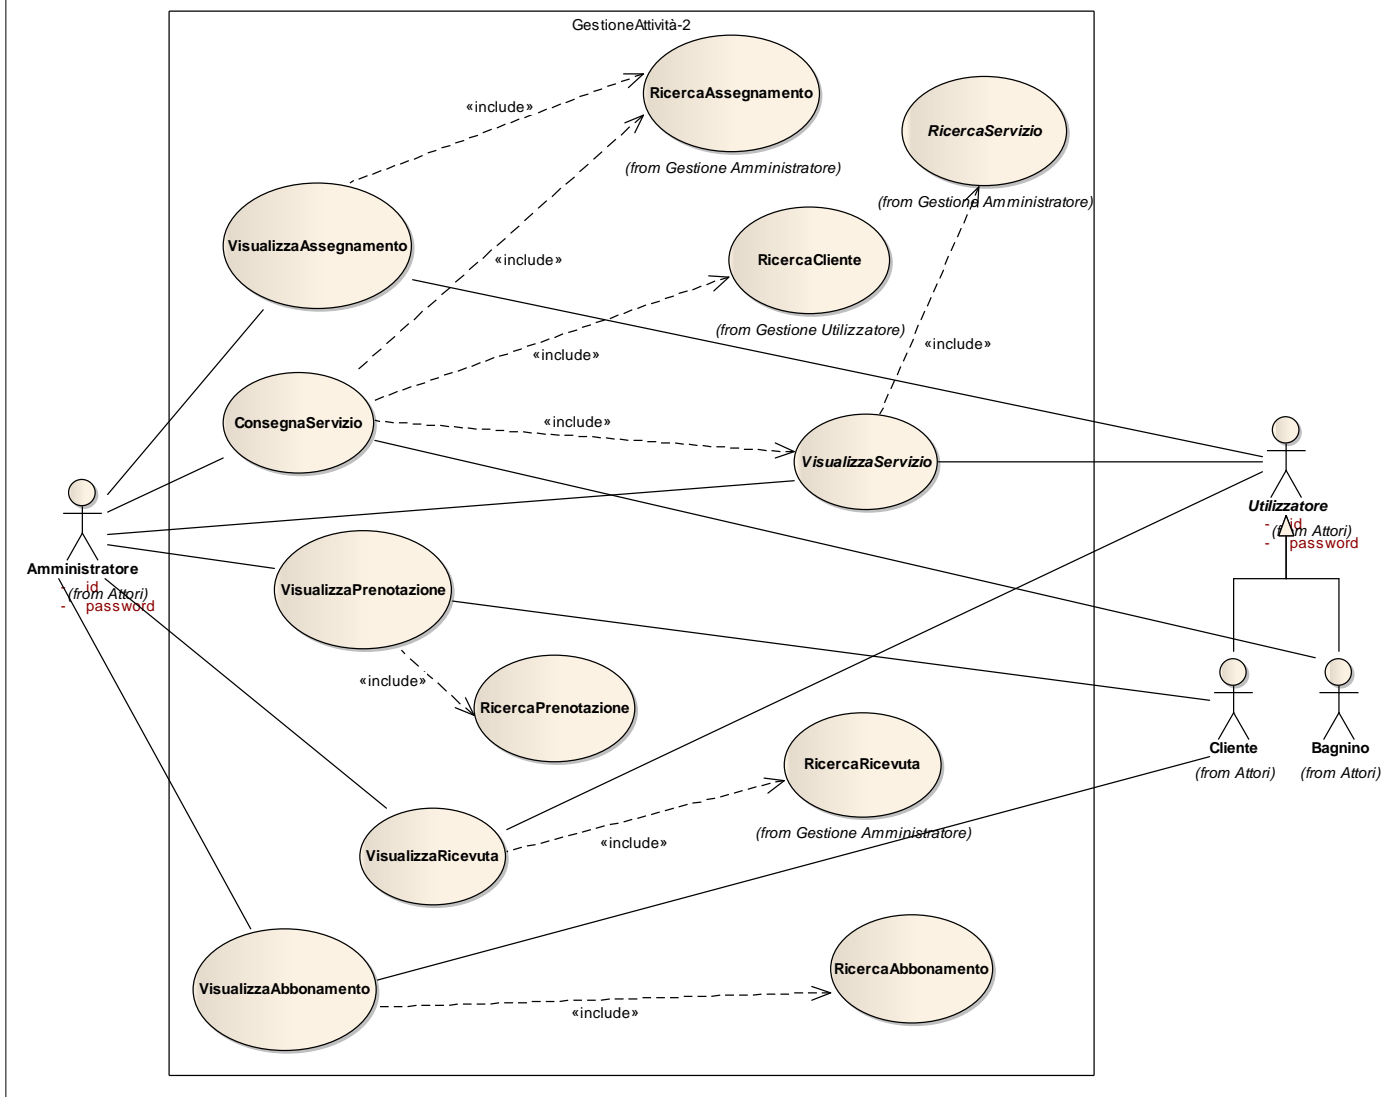 GestioneAttività-2
RicercaAssegnamento
«include»
RicercaServizio
(from Gestione Amministratore)
(from Gestione Amministratore)
VisualizzaAssegnamento
«include»
RicercaCliente
(from Gestione Utilizzatore)
«include»
«include»
ConsegnaServizio
«include»
VisualizzaServizio
Utilizzatore
- id
(from Attori)
- password
Amministratore
- id
(from Attori)
- password
VisualizzaPrenotazione
«include»
RicercaPrenotazione
Cliente
(from Attori)
Bagnino
(from Attori)
RicercaRicevuta
(from Gestione Amministratore)
«include»
VisualizzaRicevuta
RicercaAbbonamento
VisualizzaAbbonamento
«include»